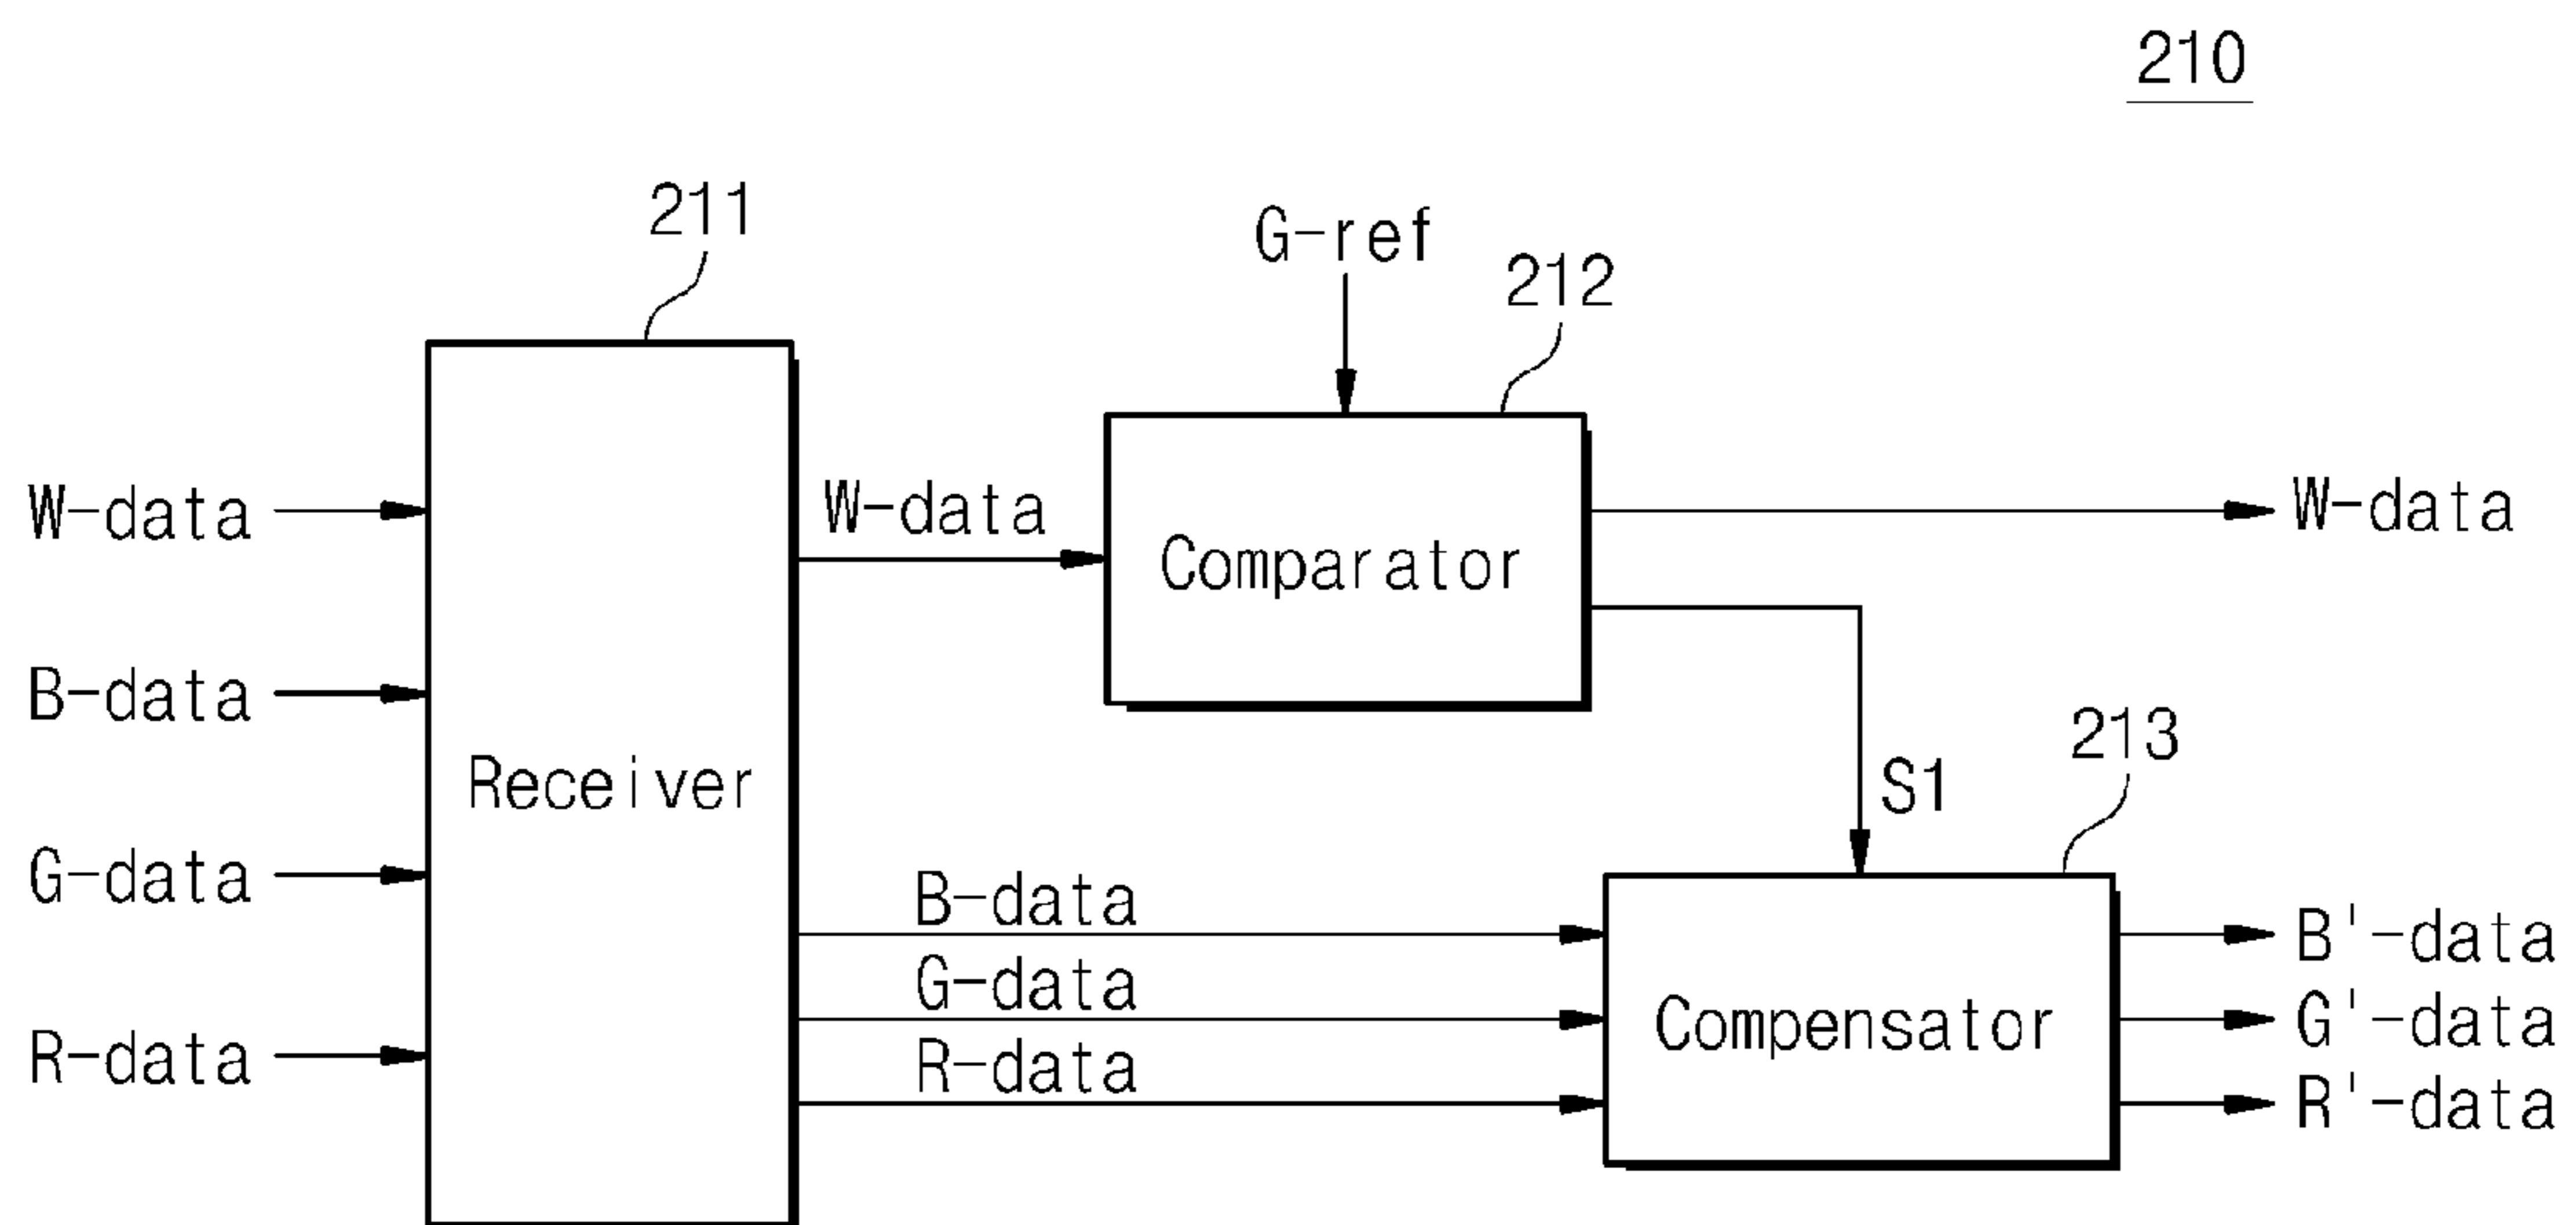 210
211
G-ref
212
W-data
W-data
Comparator
W-data
B-data
Receiver
S1
213
G-data
B-data
B'-data
G-data
Compensator
G'-data
R-data
R-data
R'-data